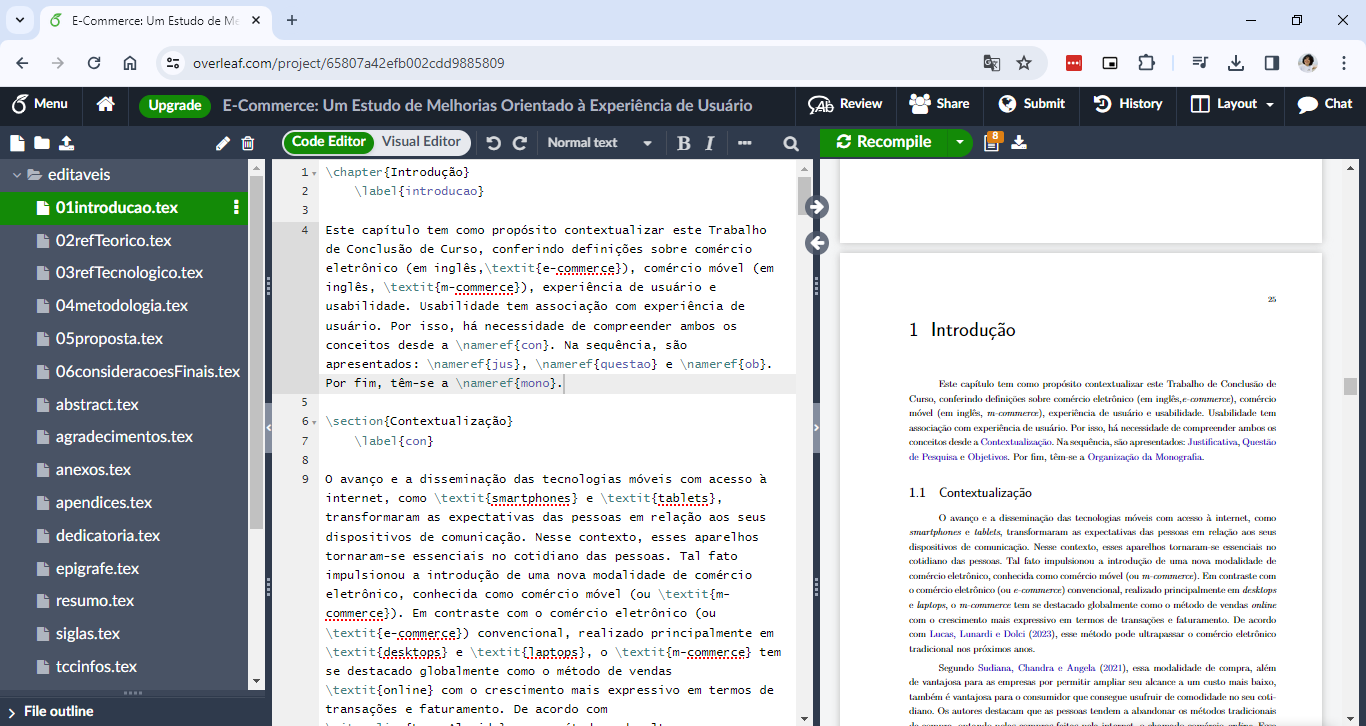 E-Commerce: Um Estudo de Me
overleaf.com/project/65807a42efb002cdd9885809
Menu
Upgrade
E-Commerce: Um Estudo de Melhorias Orientado à Experiência de Usuário
Review
Share
Submit
History
Layout
Chat
Code Editor
Visual Editor
Normal text
B
I
Recompile
8
editaveis
01introducao.tex
02refTeorico.tex
03refTecnologico.tex
04metodologia.tex
05proposta.tex
06consideracoesFinais.tex
abstract.tex
agradecimentos.tex
anexos.tex
apendices.tex
dedicatoria.tex
epigrafe.tex
resumo.tex
siglas.tex
tccinfos.tex
File outline
1 \chapter{Introdução}
2 \label{introducao}
3
4 Este capítulo tem como propósito contextualizar este Trabalho
de Conclusão de Curso, conferindo definições sobre comércio
eletrônico (em inglês,\textit{e-commerce}), comércio móvel (em
inglês, \textit{m-commerce}), experiência de usuário e
usabilidade. Usabilidade tem associação com experiência de
usuário. Por isso, há necessidade de compreender ambos os
conceitos desde a \nameref{con}. Na sequência, são
apresentados: \nameref{jus}, \nameref{questao} e \nameref{ob}.
Por fim, têm-se a \nameref{mono}.
5
6 \section{Contextualização}
7 \label{con}
8
9 O avanço e a disseminação das tecnologias móveis com acesso à
internet, como \textit{smartphones} e \textit{tablets},
transformaram as expectativas das pessoas em relação aos seus
dispositivos de comunicação. Nesse contexto, esses aparelhos
tornaram-se essenciais no cotidiano das pessoas. Tal fato
impulsionou a introdução de uma nova modalidade de comércio
eletrônico, conhecida como comércio móvel (ou \textit{m-
commerce}). Em contraste com o comércio eletrônico (ou
\textit{e-commerce}) convencional, realizado principalmente em
\textit{desktops} e \textit{laptops}, o \textit{m-commerce} tem
se destacado globalmente como o método de vendas
\textit{online} com o crescimento mais expressivo em termos de
transações e faturamento. De acordo com
25
1 Introdução
Este capítulo tem como propósito contextualizar este Trabalho de Conclusão de
Curso, conferindo definições sobre comércio eletrônico (em inglês,e-commerce), comércio
móvel (em inglês, m-commerce), experiência de usuário e usabilidade. Usabilidade tem
associação com experiência de usuário. Por isso, há necessidade de compreender ambos os
conceitos desde a Contextualização. Na sequência, são apresentados: Justificativa, Questão
de Pesquisa e Objetivos. Por fim, têm-se a Organização da Monografia.
1.1 Contextualização
O avanço e a disseminação das tecnologias móveis com acesso à internet, como
smartphones e tablets, transformaram as expectativas das pessoas em relação aos seus
dispositivos de comunicação. Nesse contexto, esses aparelhos tornaram-se essenciais no
cotidiano das pessoas. Tal fato impulsionou a introdução de uma nova modalidade de
comércio eletrônico, conhecida como comércio móvel (ou m-commerce). Em contraste com
o comércio eletrônico (ou e-commerce) convencional, realizado principalmente em desktops
e laptops, o m-commerce tem se destacado globalmente como o método de vendas online
com o crescimento mais expressivo em termos de transações e faturamento. De acordo
com Lucas, Lunardi e Dolci (2023), esse método pode ultrapassar o comércio eletrônico
tradicional nos próximos anos.
Segundo Sudiana, Chandra e Angela (2021), essa modalidade de compra, além
de vantajosa para as empresas por permitir ampliar seu alcance a um custo mais baixo,
também é vantajosa para o consumidor que consegue usufruir de comodidade no seu coti-
diano. Os autores destacam que as pessoas tendem a abandonar os métodos tradicionais